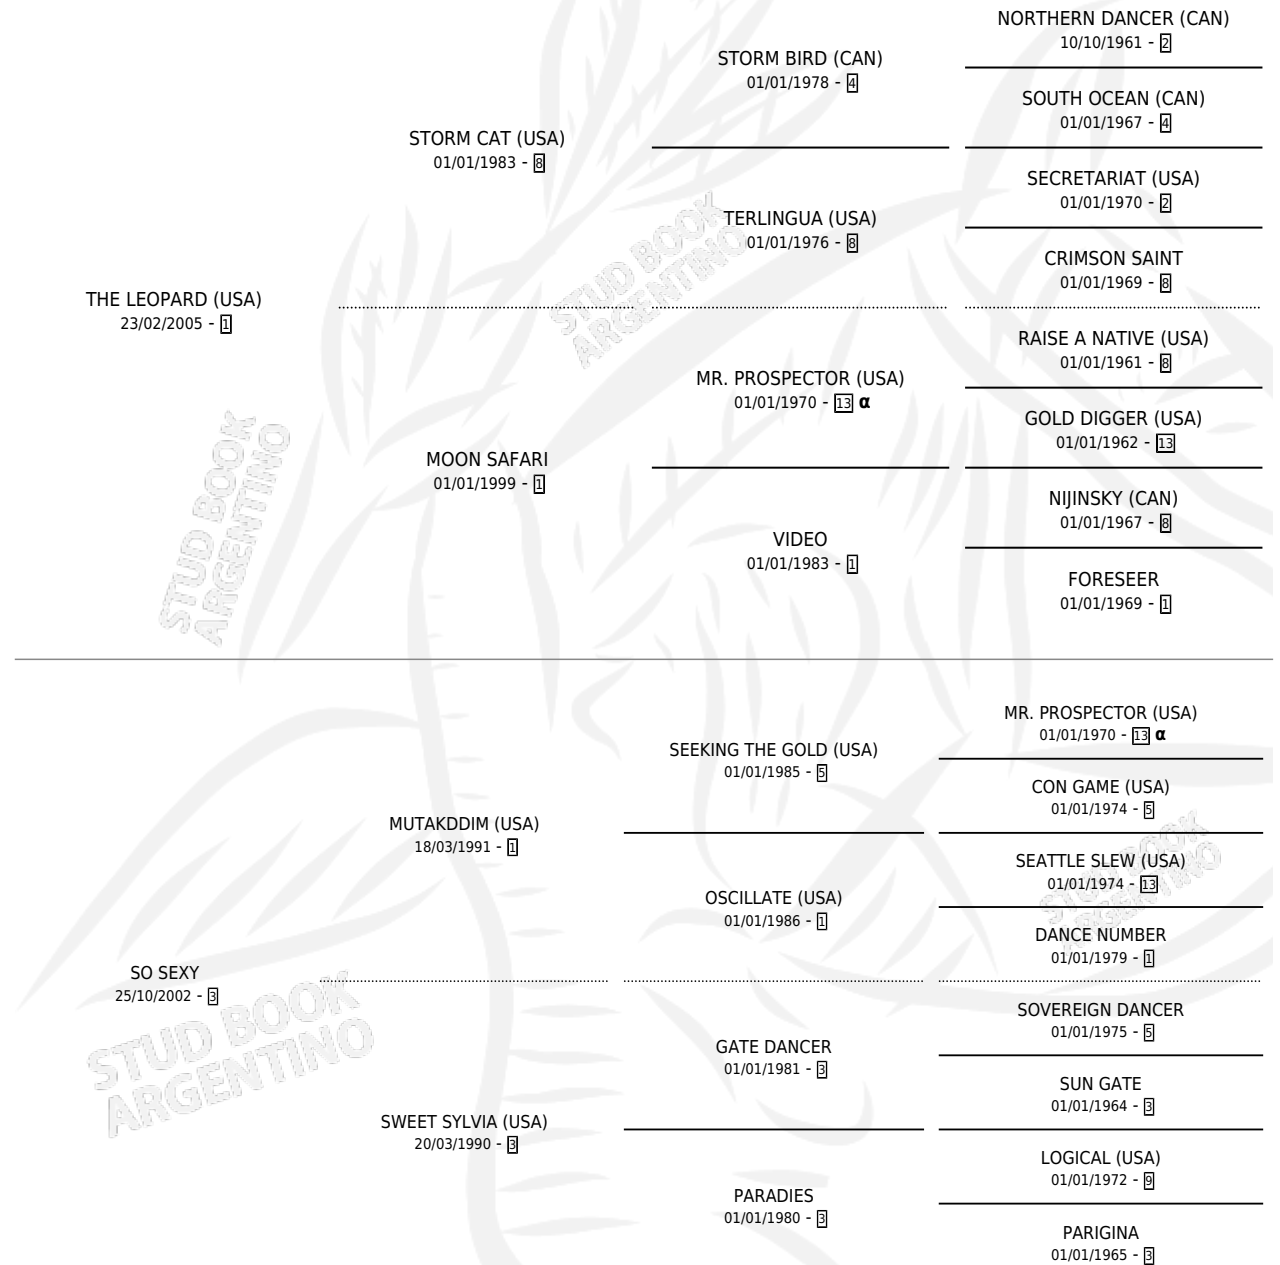 NORTHERN DANCER (CAN)
10/10/1961 - 2
STORM BIRD (CAN)
01/01/1978 - 4
SOUTH OCEAN (CAN)
01/01/1967 - 4
STORM CAT (USA)
01/01/1983 - 8
SECRETARIAT (USA)
01/01/1970 - 2
TERLINGUA (USA)
01/01/1976 - 8
CRIMSON SAINT
01/01/1969 - 8
THE LEOPARD (USA)
23/02/2005 - 1
RAISE A NATIVE (USA)
01/01/1961 - 8
MR. PROSPECTOR (USA)
01/01/1970 - 13 α
GOLD DIGGER (USA)
01/01/1962 - 13
MOON SAFARI
01/01/1999 - 1
NIJINSKY (CAN)
01/01/1967 - 8
VIDEO
01/01/1983 - 1
FORESEER
01/01/1969 - 1
MR. PROSPECTOR (USA)
01/01/1970 - 13 α
SEEKING THE GOLD (USA)
01/01/1985 - 5
CON GAME (USA)
01/01/1974 - 5
MUTAKDDIM (USA)
18/03/1991 - 1
SEATTLE SLEW (USA)
01/01/1974 - 13
OSCILLATE (USA)
01/01/1986 - 1
DANCE NUMBER
01/01/1979 - 1
SO SEXY
25/10/2002 - 3
SOVEREIGN DANCER
01/01/1975 - 5
GATE DANCER
01/01/1981 - 3
SUN GATE
01/01/1964 - 3
SWEET SYLVIA (USA)
20/03/1990 - 3
LOGICAL (USA)
01/01/1972 - 9
PARADIES
01/01/1980 - 3
PARIGINA
01/01/1965 - 3
STUD BOOK
ARGENTINO
STUD BOOK
ARGENTINO
STUD BOOK
ARGENTINO
STUD BOOK
ARGENTINO